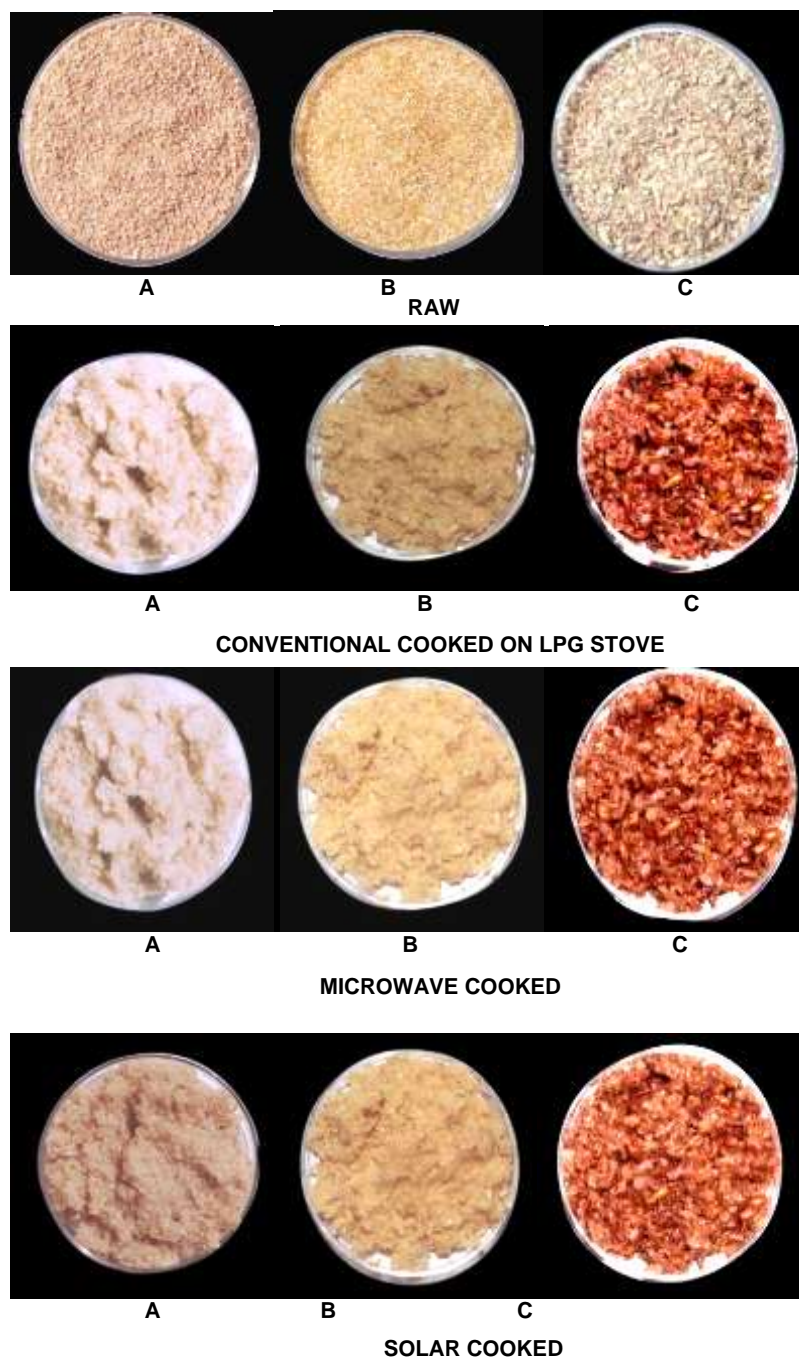 A B C
RAW
A B C
CONVENTIONAL COOKED ON LPG STOVE
A B C
MICROWAVE COOKED
A B C
SOLAR COOKED